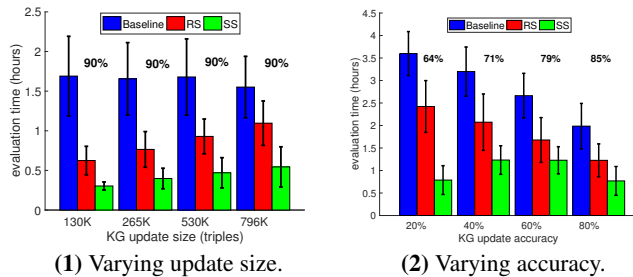 Baseline RS SS
2.5
2
1.5
1
0.5
0
evaluation time (hours)
90% 90% 90% 90%
130K 265K 530K 796K
KG update size (triples)
(1) Varying update size.
Baseline RS SS
4.5
4
3.5
3
2.5
2
1.5
1
0.5
evaluation time (hours)
64% 71% 79% 85%
20% 40% 60% 80%
KG update accuracy
(2) Varying accuracy.